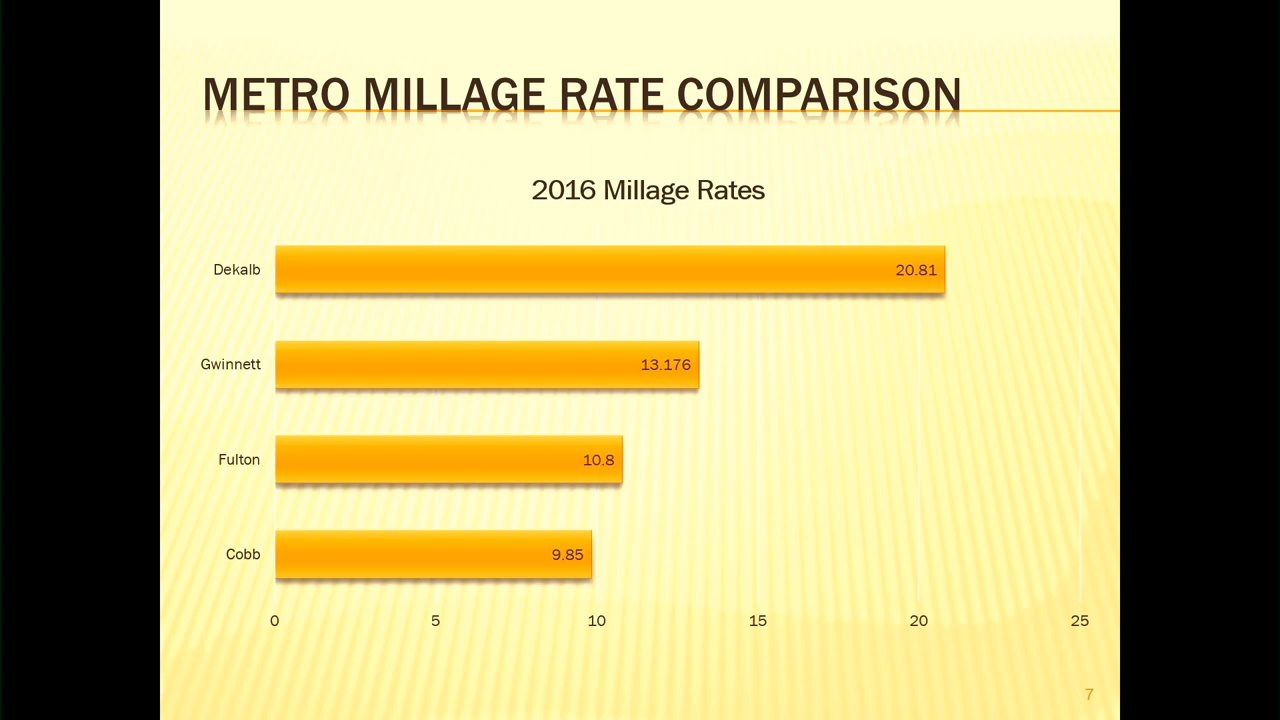 METRO MILLAGE RATE COMPARISON
2016 Millage Rates
Dekalb 20.81
Gwinnett 13.176
Fulton 10.8
Cobb 9.85
0 5 10 15 20 25
7